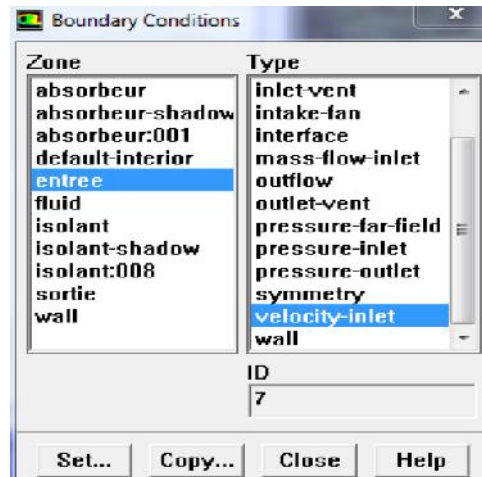 Boundary Conditions
x
Zone
absorbeur
absorbeur-shadow
absorbeur:001
default-interior
entree
fluid
isolant
isolant-shadow
isolant:008
sortie
wall
Type
inlet-vent
intake-fan
interface
mass-flow-inlet
outflow
outlet-vent
pressure-far-field
pressure-inlet
pressure-outlet
symmetry
velocity-inlet
wall
ID
7
Set... Copy... Close Help